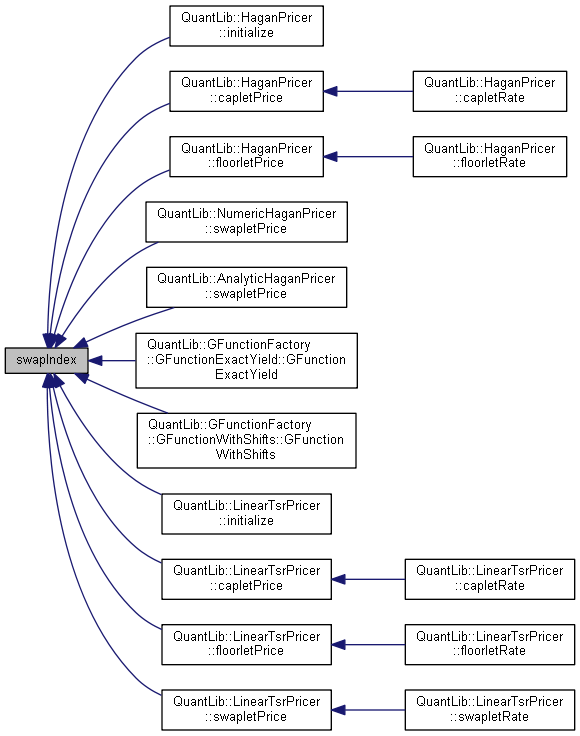 QuantLib::HaganPricer
::initialize
QuantLib::HaganPricer
::capletPrice
QuantLib::HaganPricer
::capletRate
QuantLib::HaganPricer
::floorletPrice
QuantLib::HaganPricer
::floorletRate
QuantLib::NumericHaganPricer
::swapletPrice
QuantLib::AnalyticHaganPricer
::swapletPrice
swapIndex
QuantLib::GFunctionFactory
::GFunctionExactYield::GFunction
ExactYield
QuantLib::GFunctionFactory
::GFunctionWithShifts::GFunction
WithShifts
QuantLib::LinearTsrPricer
::initialize
QuantLib::LinearTsrPricer
::capletPrice
QuantLib::LinearTsrPricer
::capletRate
QuantLib::LinearTsrPricer
::floorletPrice
QuantLib::LinearTsrPricer
::floorletRate
QuantLib::LinearTsrPricer
::swapletPrice
QuantLib::LinearTsrPricer
::swapletRate